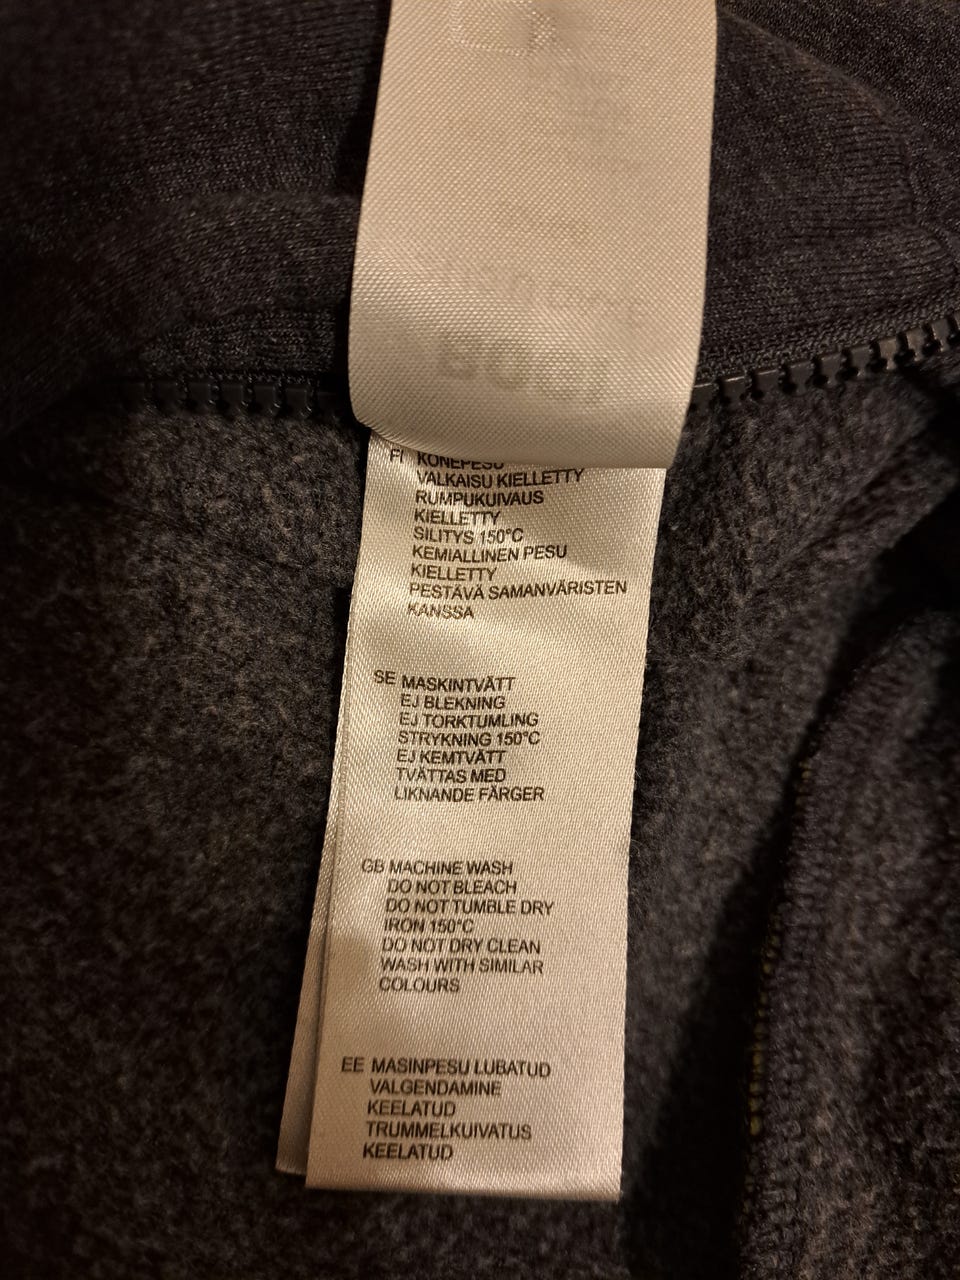 FI KONEPESU
VALKAISU KIELLETTY
RUMPUKUIVAUS
KIELLETTY
SILITYS 150°C
KEMIALLINEN PESU
KIELLETTY
PESTÄVÄ SAMANVÄRISTEN
KANSSA
SE MASKINTVÄTT
EJ BLEKNING
EJ TORKTUMLING
STRYKNING 150°C
EJ KEMTVÄTT
TVÄTTAS MED
LIKNANDE FÄRGER
GB MACHINE WASH
DO NOT BLEACH
DO NOT TUMBLE DRY
IRON 150°C
DO NOT DRY CLEAN
WASH WITH SIMILAR
COLOURS
EE MASINPESU LUBATUD
VALGENDAMINE
KEELATUD
TRUMMELKUIVATUS
KEELATUD